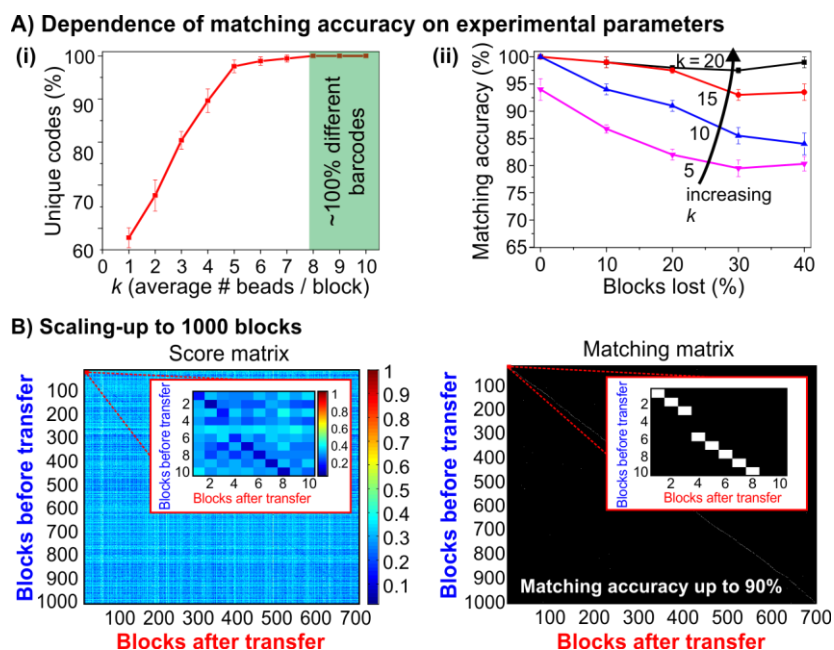 A) Dependence of matching accuracy on experimental parameters
(i)
Unique codes (%)
100
90
80
70
60
0 1 2 3 4 5 6 7 8 9 10
k (average # beads / block)
~100% different
barcodes
(ii)
Matching accuracy (%)
100
95
90
85
80
75
70
65
0 10 20 30 40
Blocks lost (%)
k = 20
15
10
5
increasing
k
B) Scaling-up to 1000 blocks
Score matrix
Blocks before transfer
100
200
300
400
500
600
700
800
900
1000
100 200 300 400 500 600 700
Blocks after transfer
1
0.9
0.8
0.7
0.6
0.5
0.4
0.3
0.2
0.1
Blocks before transfer
2
4
6
8
10
2 4 6 8 10
Blocks after transfer
1
0.8
0.6
0.4
0.2
Matching matrix
Blocks before transfer
100
200
300
400
500
600
700
800
900
1000
100 200 300 400 500 600 700
Blocks after transfer
Blocks before transfer
2
4
6
8
10
2 4 6 8 10
Blocks after transfer
Matching accuracy up to 90%